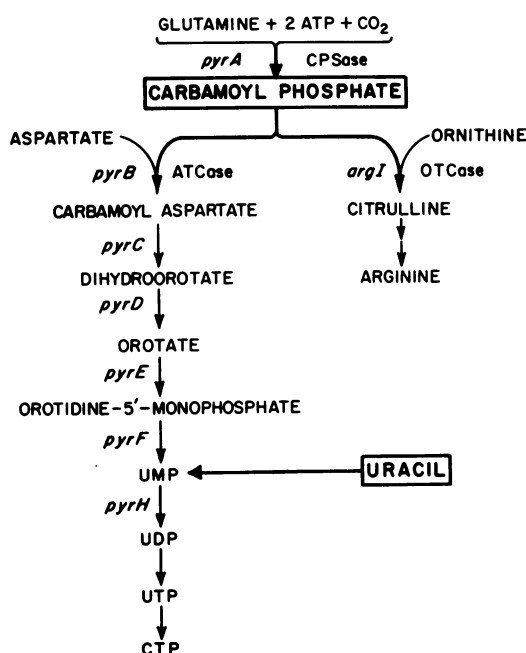 GLUTAMINE + 2 ATP + CO₂
pyrA CPSase
CARBAMOYL PHOSPHATE
ASPARTATE ORNITHINE
pyrB ATCase argI OTCase
CARBAMOYL ASPARTATE CITRULLINE
pyrC
DIHYDROOROTATE ARGININE
pyrD
OROTATE
pyrE
OROTIDINE-5'-MONOPHOSPHATE
pyrF
UMP URACIL
pyrH
UDP
UTP
CTP